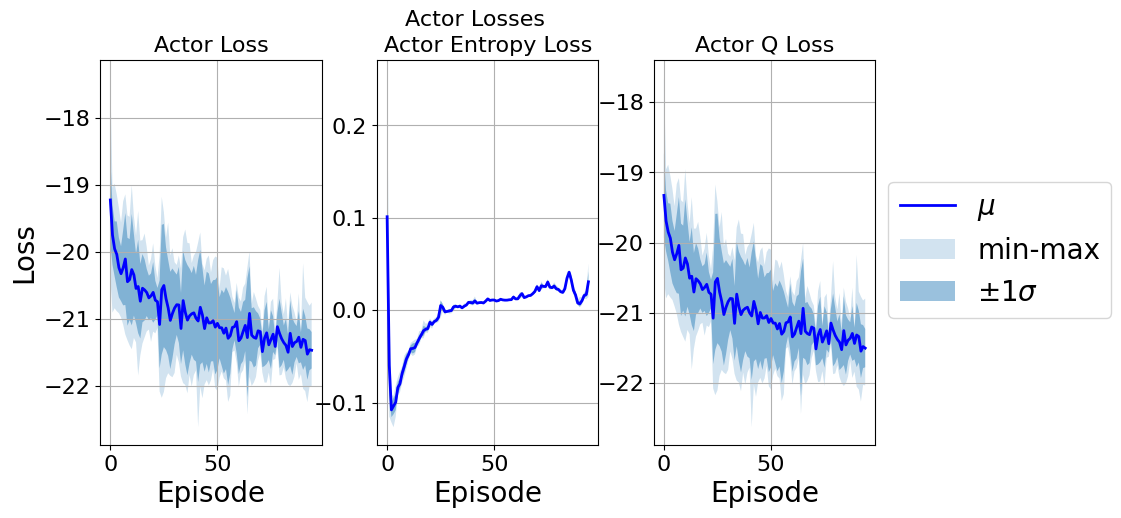 Actor Losses
Actor Loss
Actor Entropy Loss
Actor Q Loss
Loss
−18
−19
−20
−21
−22
0
50
Episode
0.2
0.1
0.0
−0.1
0
50
Episode
−18
−19
−20
−21
−22
0
50
Episode
μ
min-max
±1σ